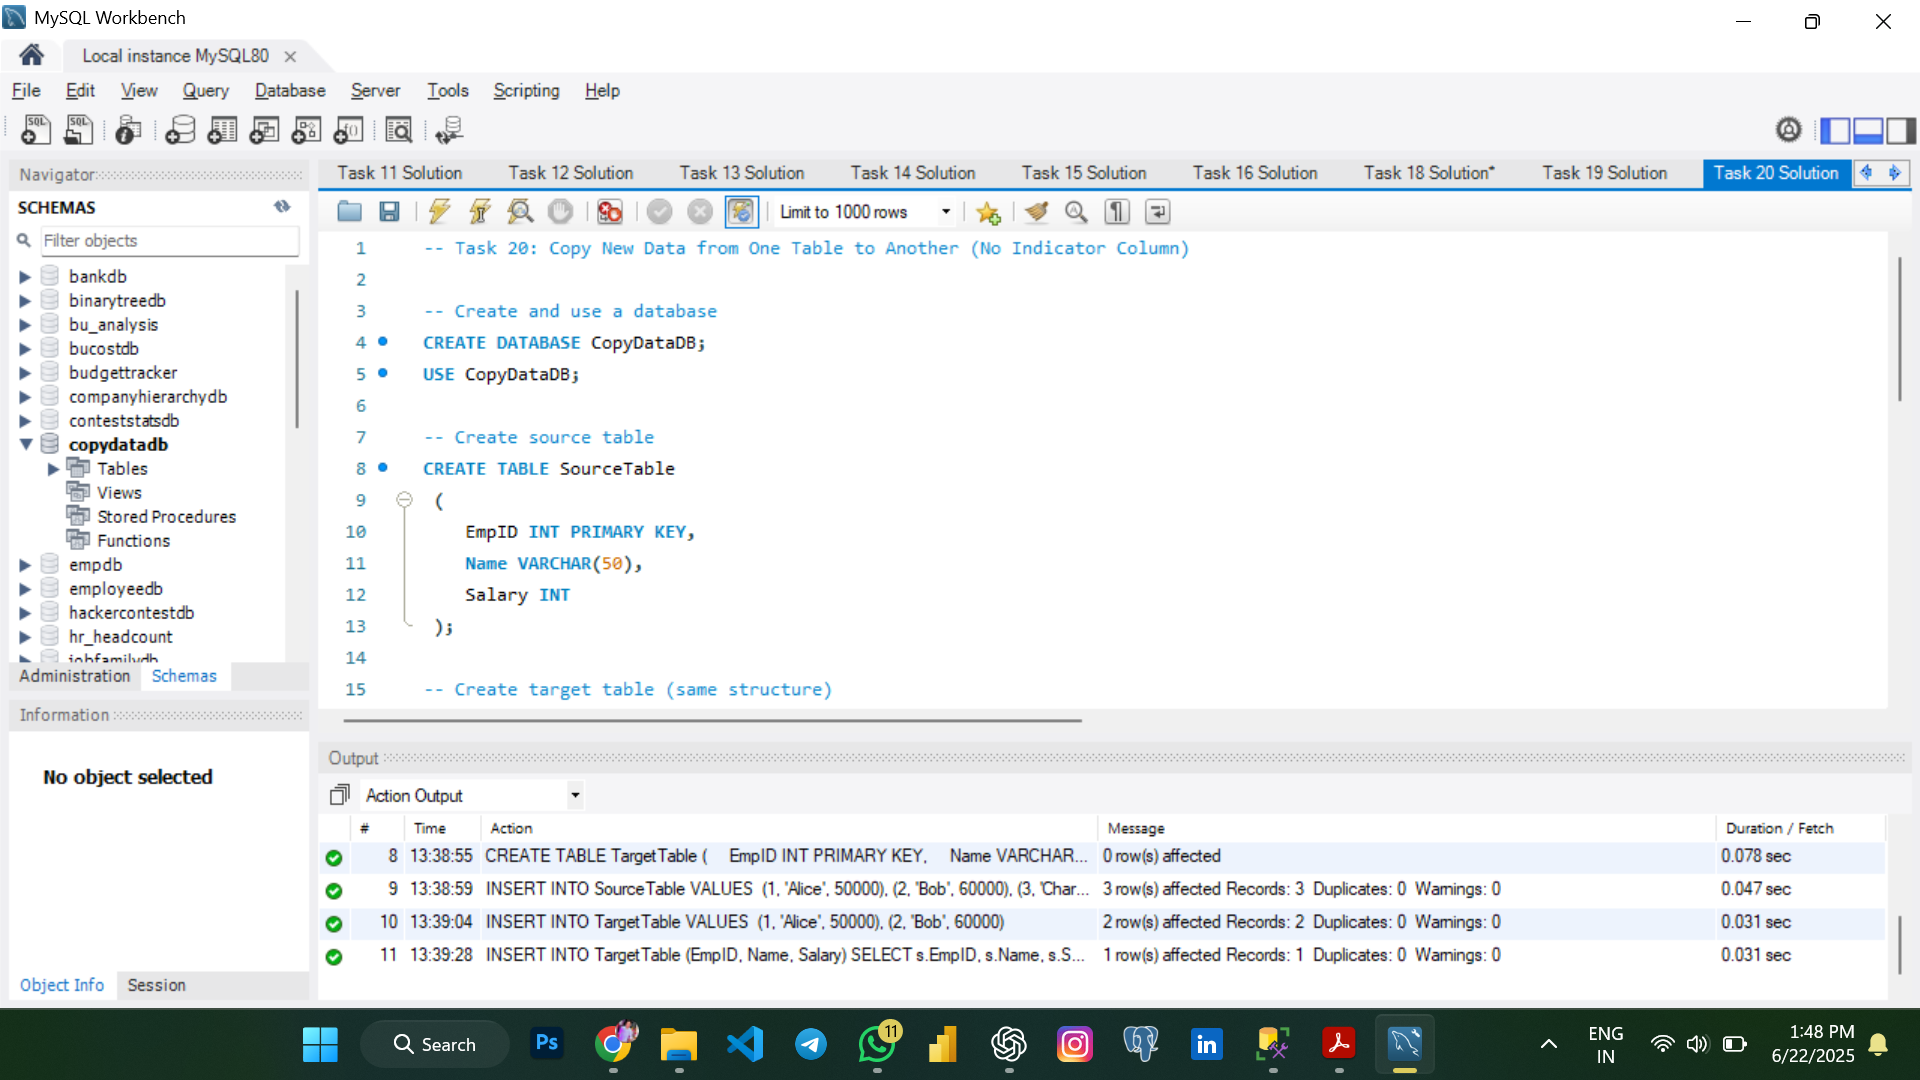 MySQL Workbench
Local instance MySQL80
File Edit View Query Database Server Tools Scripting Help
Navigator
SCHEMAS
Filter objects
bankdb
binarytreedb
bu_analysis
bucostdb
budgettracker
companyhierarchydb
conteststatsdb
copydatadb
Tables
Views
Stored Procedures
Functions
empdb
employeedb
hackercontestdb
hr_headcount
jobfamilydb
Administration Schemas
Information
No object selected
Object Info Session
Task 11 Solution Task 12 Solution Task 13 Solution Task 14 Solution Task 15 Solution Task 16 Solution Task 18 Solution* Task 19 Solution Task 20 Solution
Limit to 1000 rows
1 -- Task 20: Copy New Data from One Table to Another (No Indicator Column)
2
3 -- Create and use a database
4 CREATE DATABASE CopyDataDB;
5 USE CopyDataDB;
6
7 -- Create source table
8 CREATE TABLE SourceTable
9 (
10 EmpID INT PRIMARY KEY,
11 Name VARCHAR(50),
12 Salary INT
13 );
14
15 -- Create target table (same structure)
Output
Action Output
# Time Action Message Duration / Fetch
8 13:38:55 CREATE TABLE TargetTable ( EmpID INT PRIMARY KEY, Name VARCHAR... 0 row(s) affected 0.078 sec
9 13:38:59 INSERT INTO SourceTable VALUES (1, 'Alice', 50000), (2, 'Bob', 60000), (3, 'Char... 3 row(s) affected Records: 3 Duplicates: 0 Warnings: 0 0.047 sec
10 13:39:04 INSERT INTO TargetTable VALUES (1, 'Alice', 50000), (2, 'Bob', 60000) 2 row(s) affected Records: 2 Duplicates: 0 Warnings: 0 0.031 sec
11 13:39:28 INSERT INTO TargetTable (EmpID, Name, Salary) SELECT s.EmpID, s.Name, s.S... 1 row(s) affected Records: 1 Duplicates: 0 Warnings: 0 0.031 sec
Search
Ps
11
in
ENG
IN
1:48 PM
6/22/2025